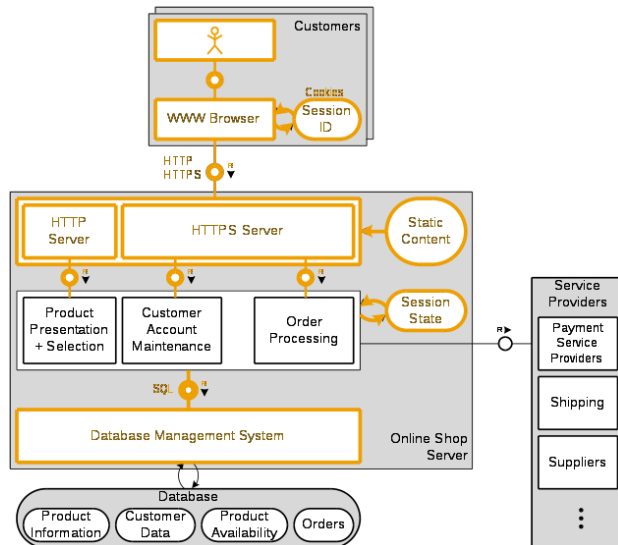 Customers
Cookies
WWW Browser
Session
ID
HTTP
HTTPS
R
HTTP
Server
HTTPS Server
Static
Content
R
R
R
Product
Presentation
+ Selection
Customer
Account
Maintenance
Order
Processing
Session
State
R
Service
Providers
Payment
Service
Providers
Shipping
Suppliers
SQL
R
Database Management System
Online Shop
Server
Database
Product
Information
Customer
Data
Product
Availability
Orders